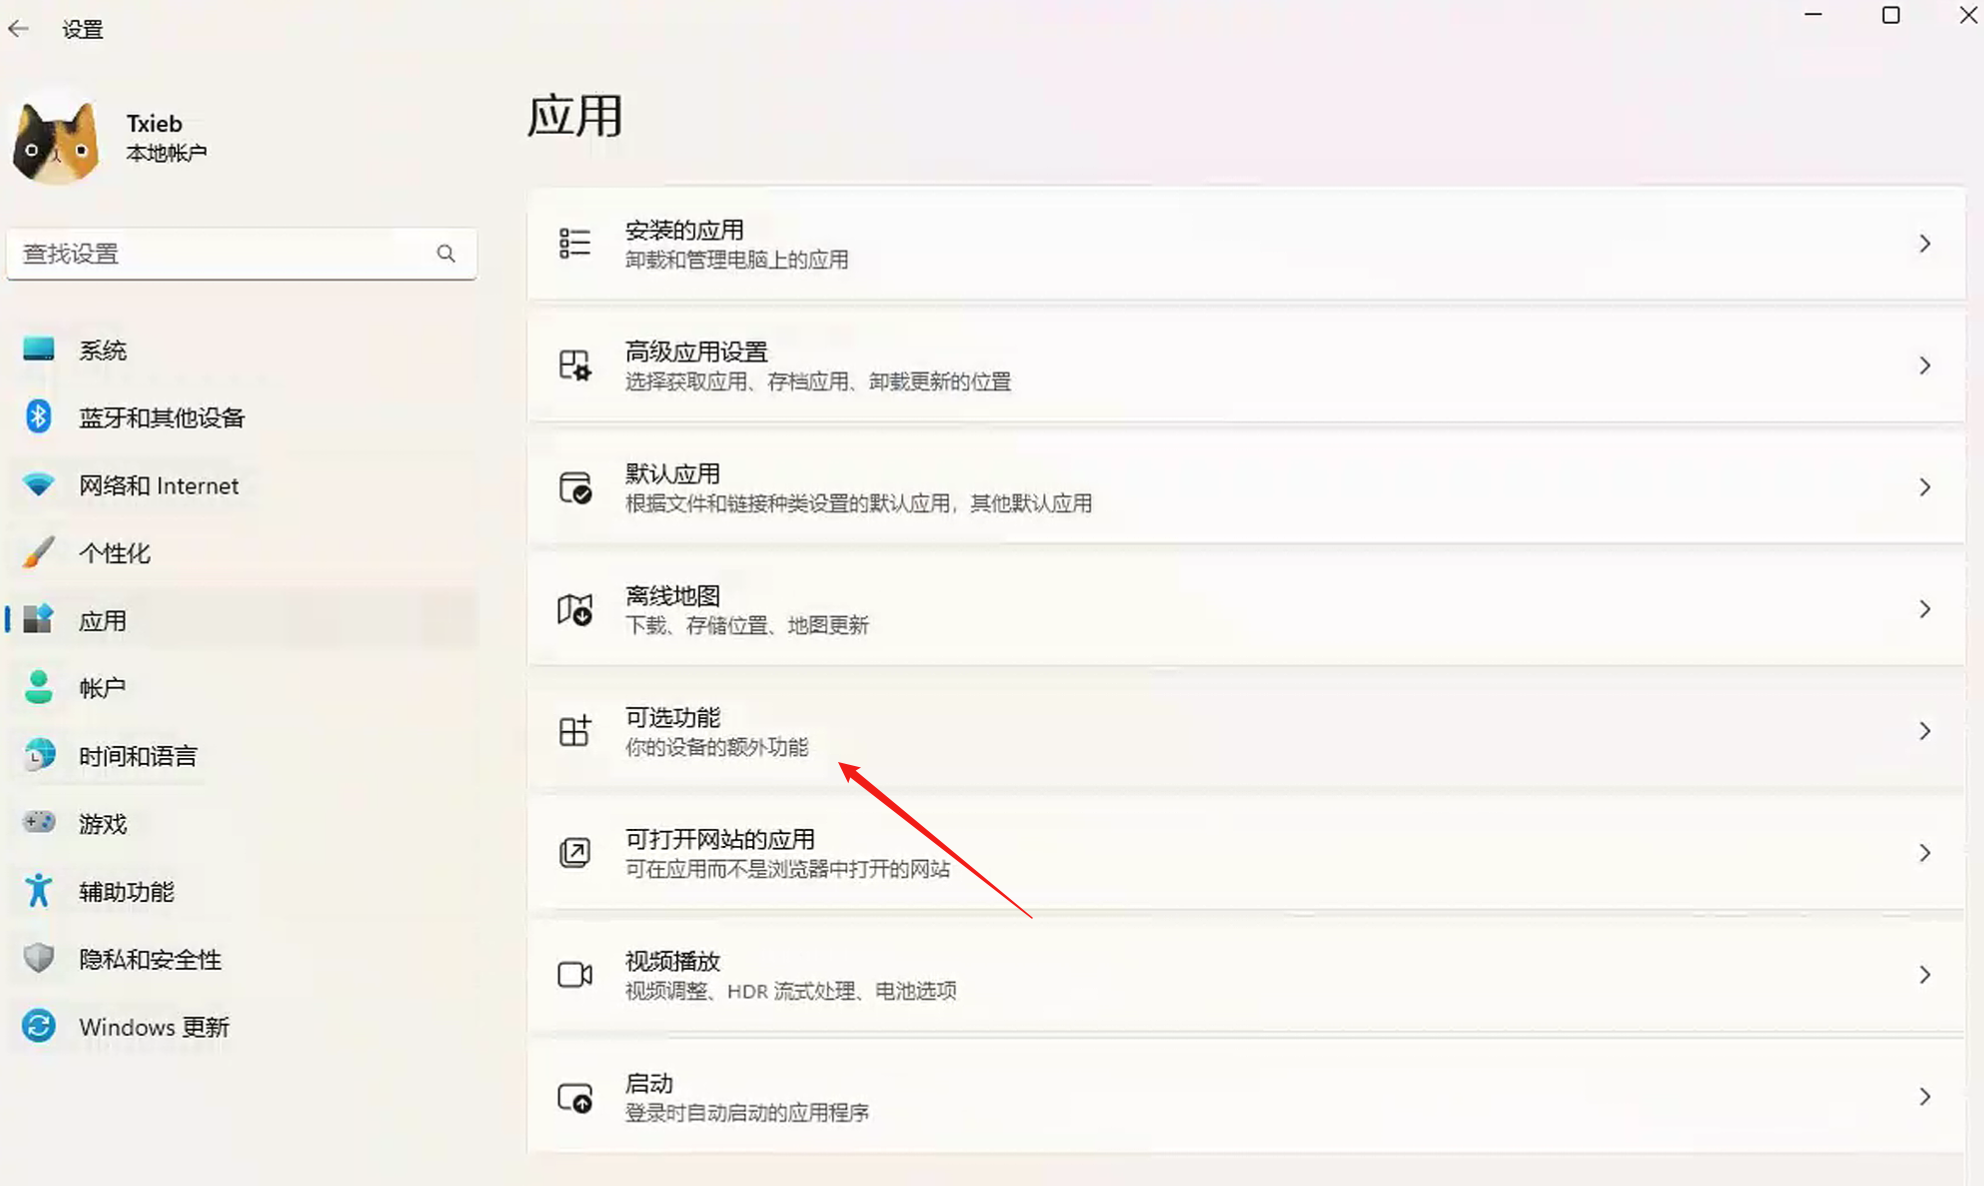 设置
Txieb
本地帐户
查找设置
系统
蓝牙和其他设备
网络和 Internet
个性化
应用
帐户
时间和语言
游戏
辅助功能
隐私和安全性
Windows 更新
应用
安装的应用
卸载和管理电脑上的应用
高级应用设置
选择获取应用、存档应用、卸载更新的位置
默认应用
根据文件和链接种类设置的默认应用，其他默认应用
离线地图
下载、存储位置、地图更新
可选功能
你的设备的额外功能
可打开网站的应用
可在应用而不是浏览器中打开的网站
视频播放
视频调整、HDR 流式处理、电池选项
启动
登录时自动启动的应用程序